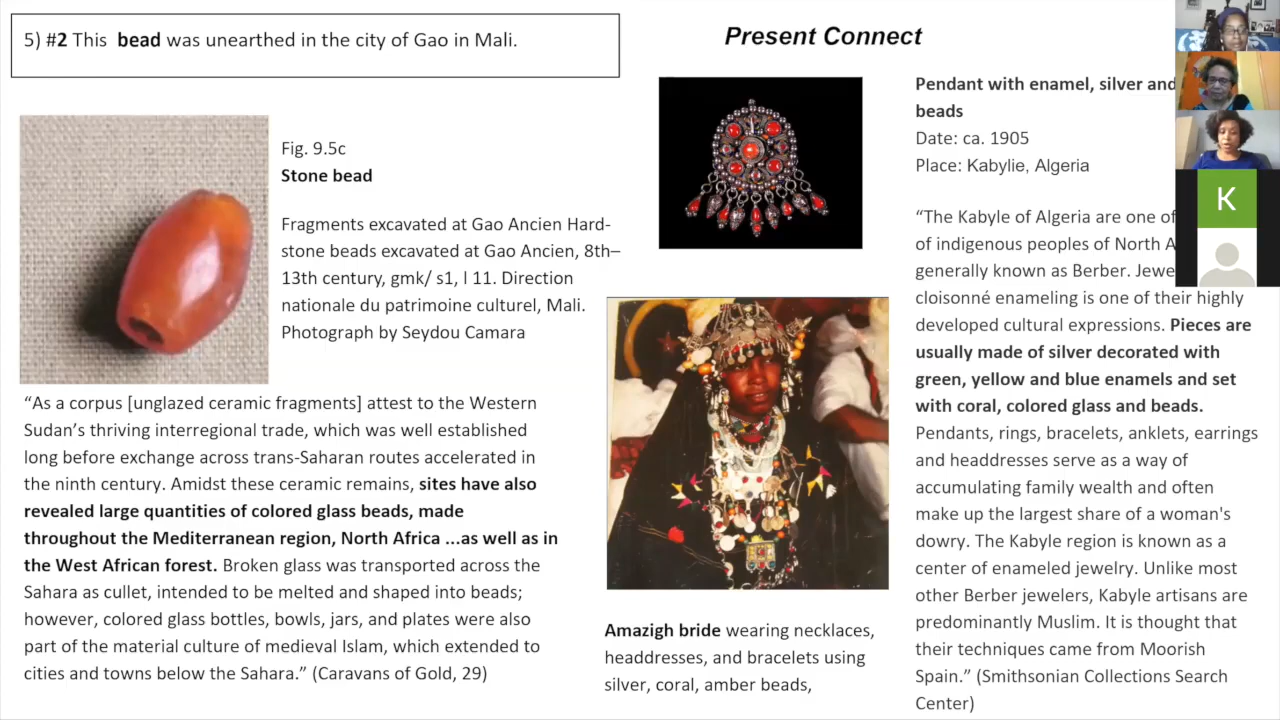 5) #2 This bead was unearthed in the city of Gao in Mali.
Fig. 9.5c
Stone bead
Fragments excavated at Gao Ancien Hard-
stone beads excavated at Gao Ancien, 8th–
13th century, gmk/ s1, l 11. Direction
nationale du patrimoine culturel, Mali.
Photograph by Seydou Camara
“As a corpus [unglazed ceramic fragments] attest to the Western
Sudan’s thriving interregional trade, which was well established
long before exchange across trans-Saharan routes accelerated in
the ninth century. Amidst these ceramic remains, sites have also
revealed large quantities of colored glass beads, made
throughout the Mediterranean region, North Africa ...as well as in
the West African forest. Broken glass was transported across the
Sahara as cullet, intended to be melted and shaped into beads;
however, colored glass bottles, bowls, jars, and plates were also
part of the material culture of medieval Islam, which extended to
cities and towns below the Sahara.” (Caravans of Gold, 29)
Present Connect
Amazigh bride wearing necklaces,
headdresses, and bracelets using
silver, coral, amber beads,
Pendant with enamel, silver and
beads
Date: ca. 1905
Place: Kabylie, Algeria
“The Kabyle of Algeria are one of
of indigenous peoples of North A
generally known as Berber. Jewe
cloisonné enameling is one of their highly
developed cultural expressions. Pieces are
usually made of silver decorated with
green, yellow and blue enamels and set
with coral, colored glass and beads.
Pendants, rings, bracelets, anklets, earrings
and headdresses serve as a way of
accumulating family wealth and often
make up the largest share of a woman's
dowry. The Kabyle region is known as a
center of enameled jewelry. Unlike most
other Berber jewelers, Kabyle artisans are
predominantly Muslim. It is thought that
their techniques came from Moorish
Spain.” (Smithsonian Collections Search
Center)
K